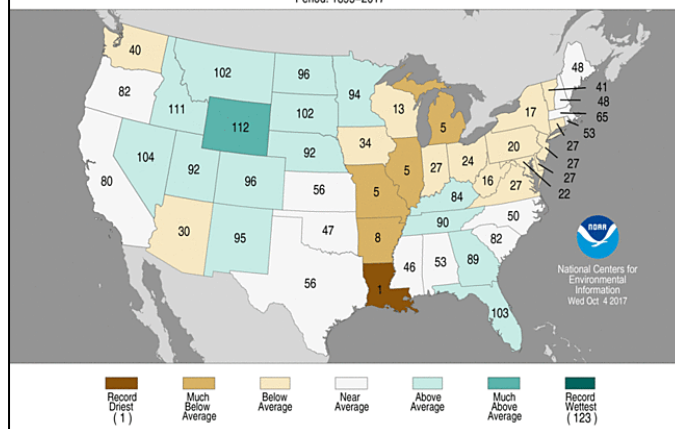 Period: 1895–2017
40
102
96
94
48
41
48
65
53
82
111
112
102
13
5
17
27
27
27
22
104
92
96
92
34
5
27
24
20
16
27
80
56
5
84
90
50
30
95
47
8
82
56
1
46
53
89
103
NOAA
National Centers for
Environmental
Information
Wed Oct 4 2017
Record
Driest
(1)
Much
Below
Average
Below
Average
Near
Average
Above
Average
Much
Above
Average
Record
Wettest
(123)